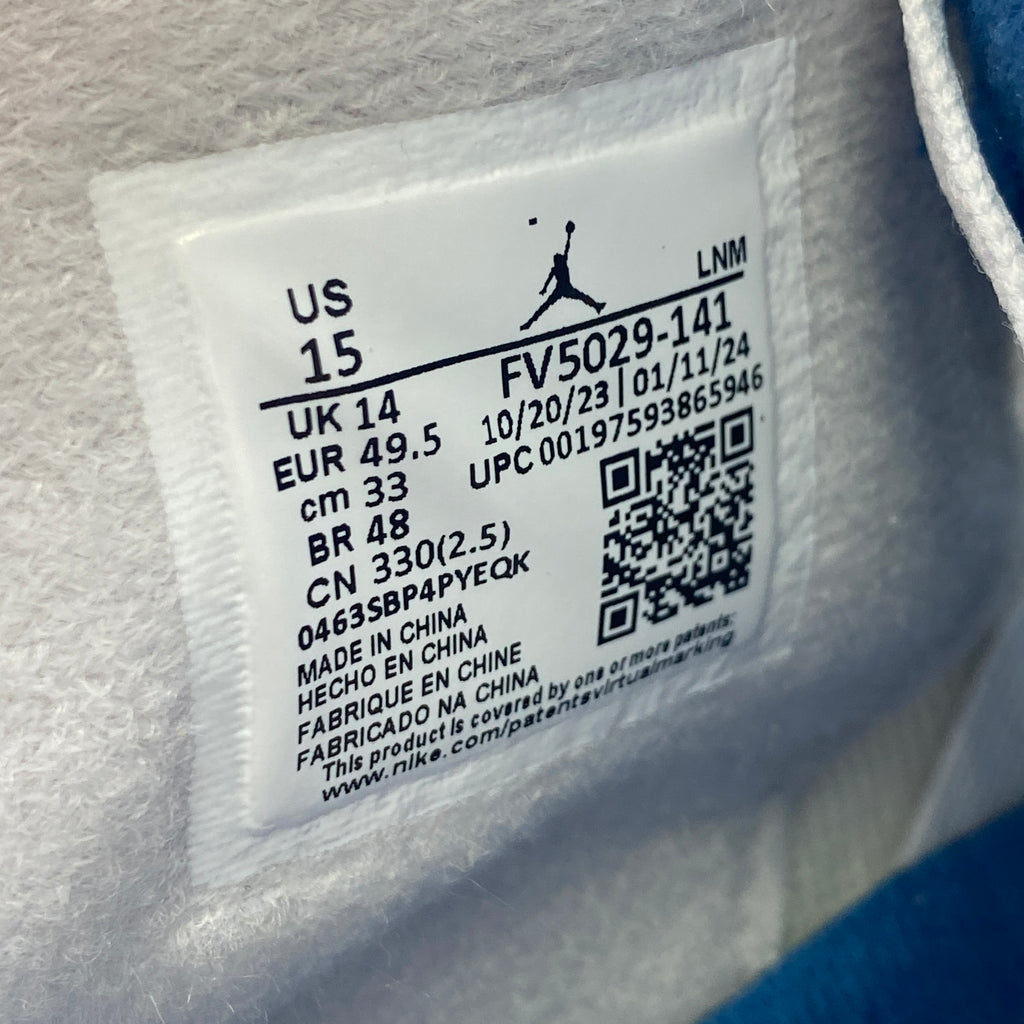 US
15
LNM
UK 14
EUR 49.5
cm 33
BR 48
CN 330(2.5)
0463SBP4PYEQK
FV5029-141
10/20/23 | 01/11/24
UPC 00197593865946
MADE IN CHINA
HECHO EN CHINA
FABRIQUE EN CHINE
FABRICADO NA CHINA
This product is covered by one or more patents:
www.nike.com/patentsvirtualmarking